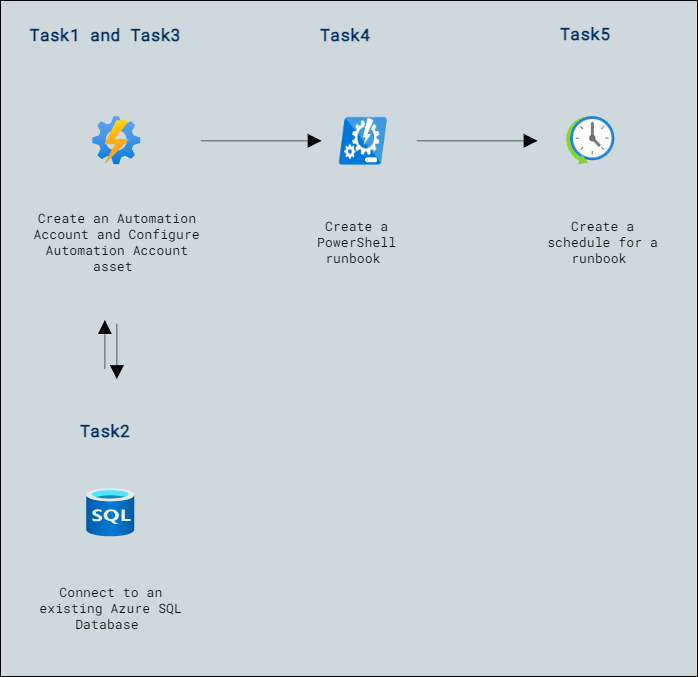 Task1 and Task3
Task4
Task5
Create an Automation
Account and Configure
Automation Account
asset
Create a
PowerShell
runbook
Create a
schedule for a
runbook
Task2
SQL
Connect to an
existing Azure SQL
Database